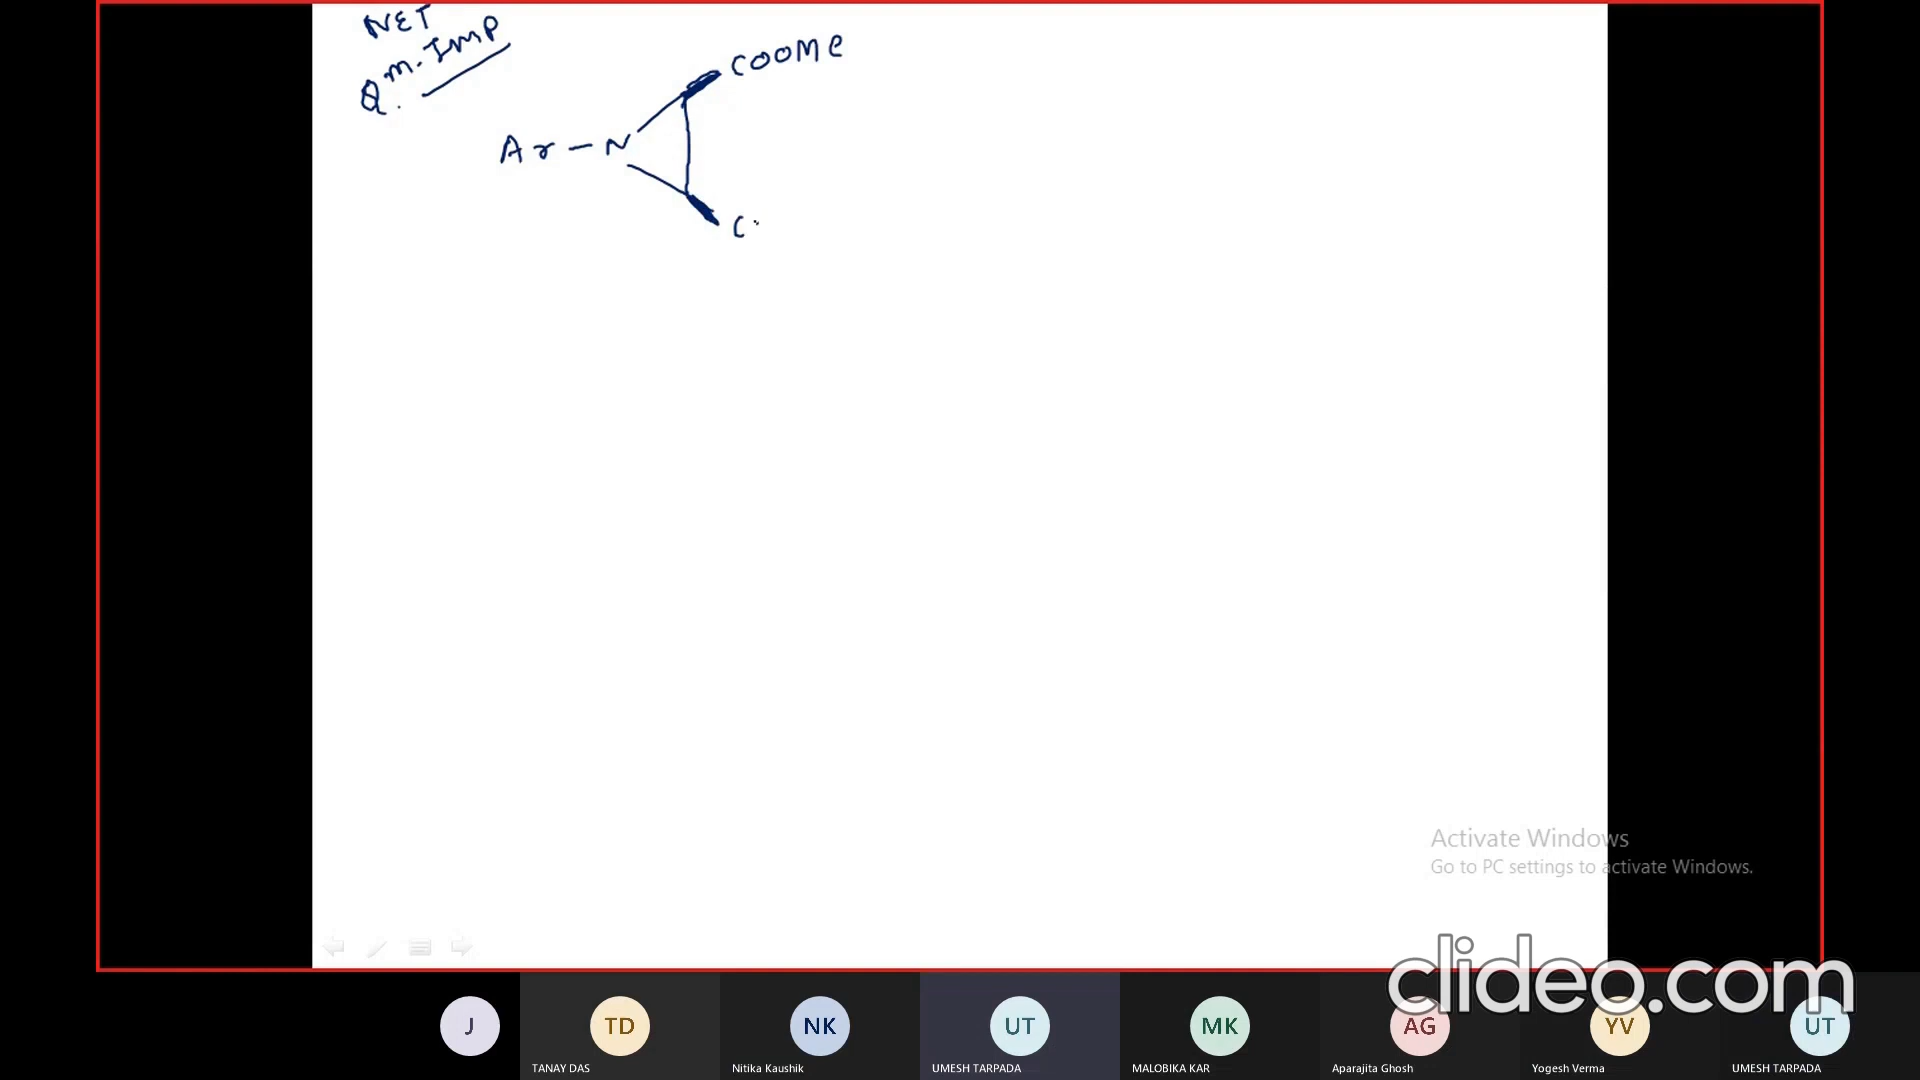 NET
Q. M. Imp
COOMe
Ar - N
C
Activate Windows
Go to PC settings to activate Windows.
clideo.com
J
TD
NK
UT
MK
AG
YV
UT
TANAY DAS
Nitika Kaushik
UMESH TARPADA
MALOBIKA KAR
Aparajita Ghosh
Yogesh Verma
UMESH TARPADA